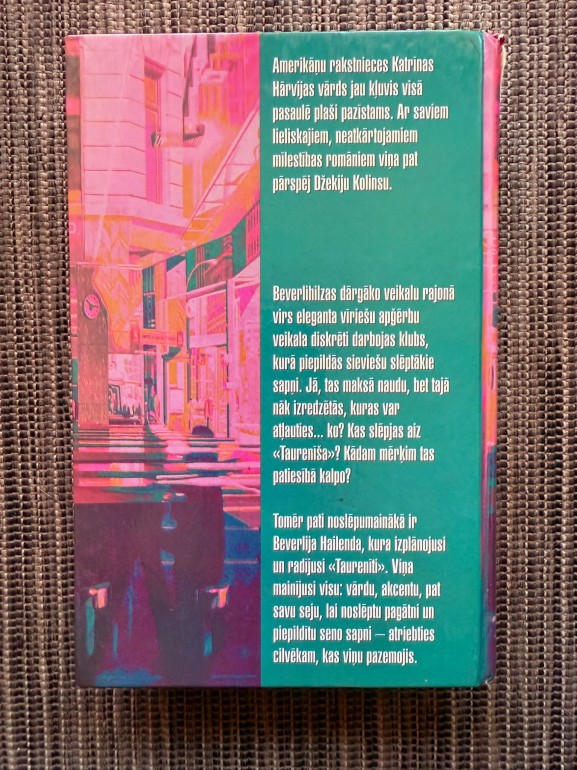 Amerikāņu rakstnieces Katrīnas
Hārvijas vārds jau kļuvis visā
pasaulē plaši pazīstams. Ar saviem
lieliskajiem, neatkārtojamiem
mīlestības romāniem viņa pat
pārspēj Džekiju Kolinsu.
Beverlihilzas dārgāko veikalu rajonā
virs eleganta vīriešu apģērbu
veikala diskrēti darbojas klubs,
kurā piepildās sieviešu slēptākie
sapņi. Jā, tas maksā naudu, bet tajā
nāk izredzētās, kuras var
atļauties... ko? Kas slēpjas aiz
«Taurenīša»? Kādam mērķim tas
patiesībā kalpo?
Tomēr pati noslēpumainākā ir
Beverlija Hailenda, kura izplānojusi
un radījusi «Taurenīti». Viņa
mainījusi visu: vārdu, akcentu, pat
savu seju, lai noslēptu pagātni un
piepildītu seno sapni – atriebties
cilvēkam, kas viņu pazemojis.